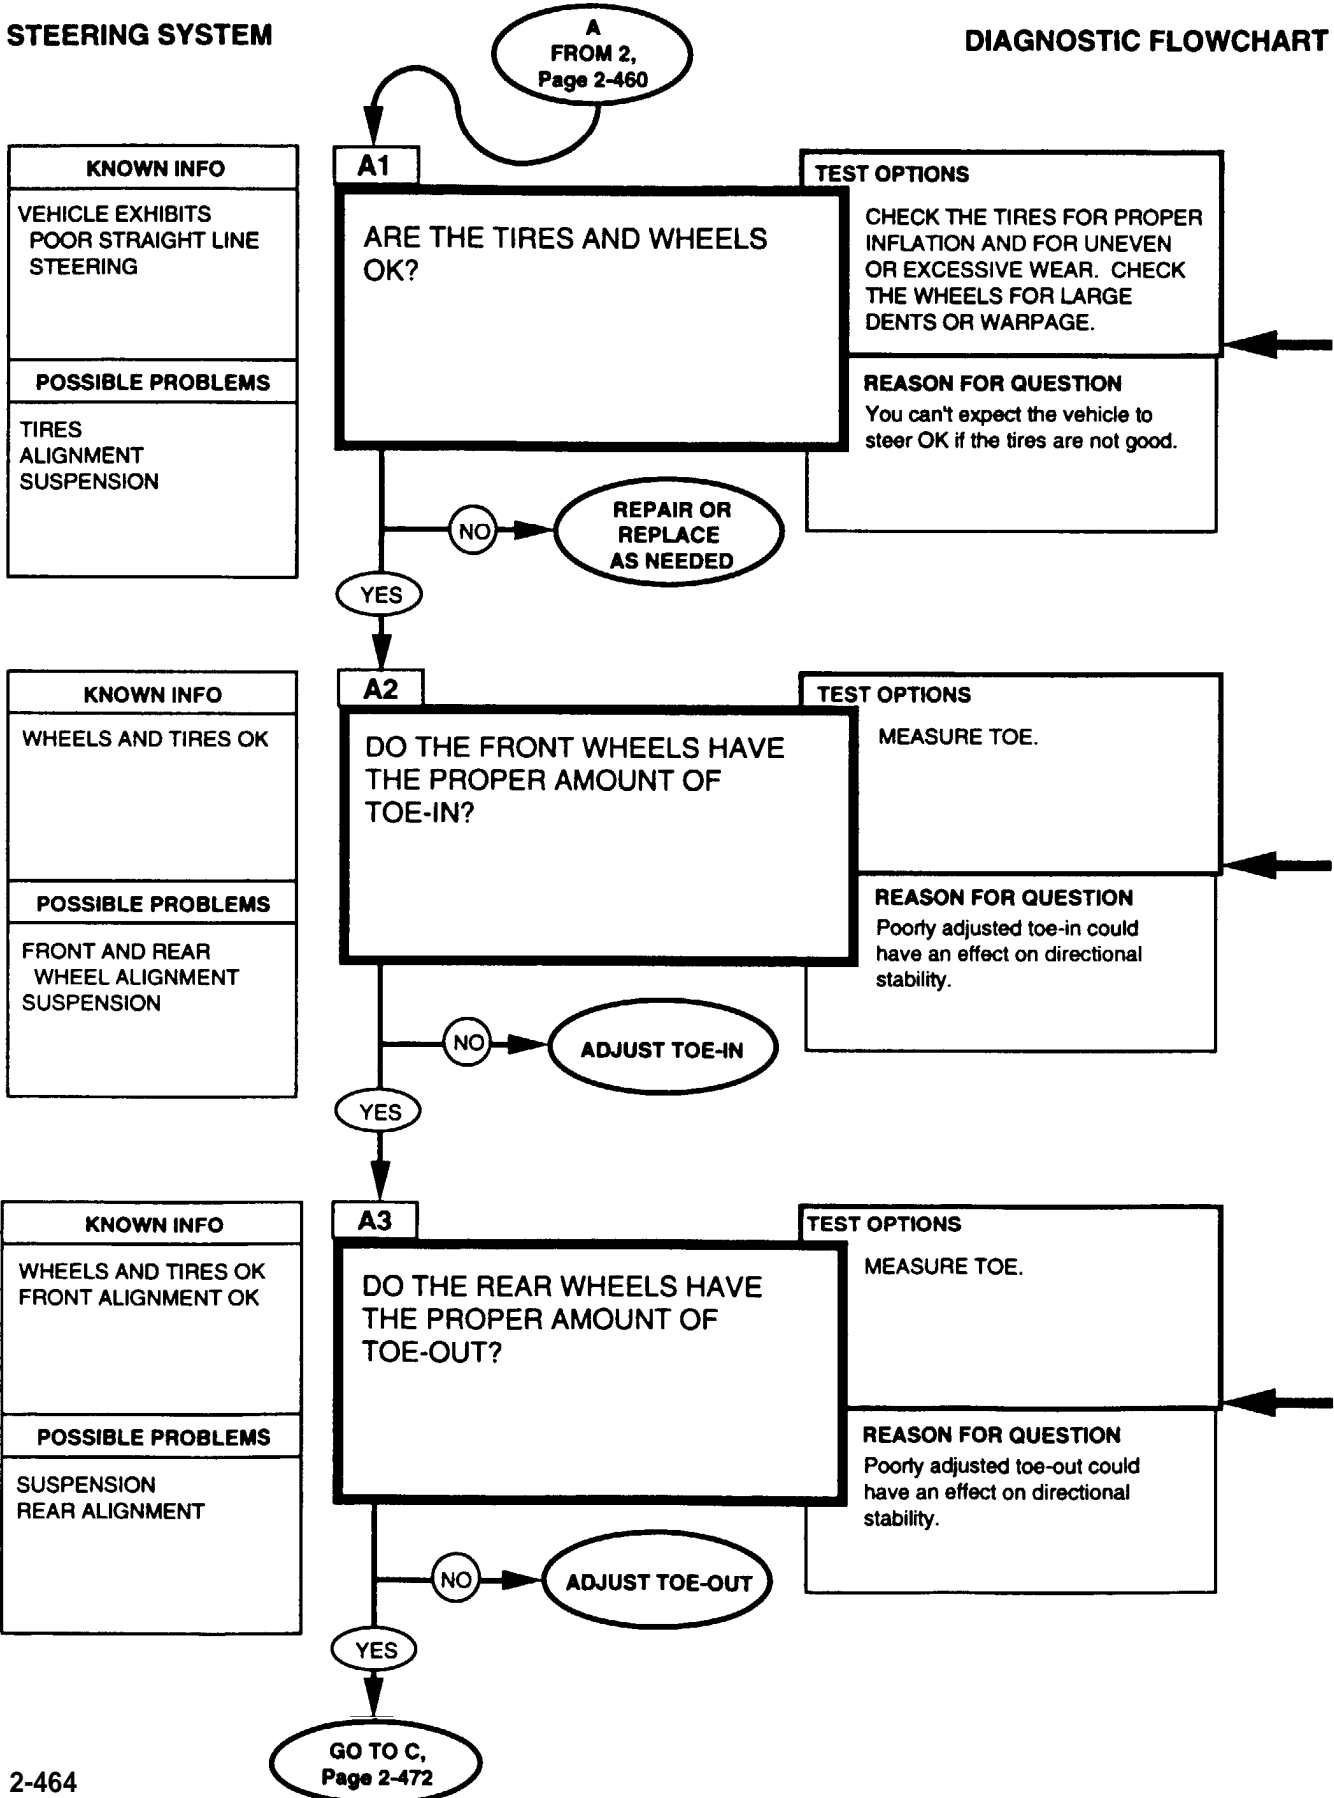 STEERING SYSTEM
DIAGNOSTIC FLOWCHART
A
FROM 2,
Page 2-460
KNOWN INFO
VEHICLE EXHIBITS
POOR STRAIGHT LINE
STEERING
POSSIBLE PROBLEMS
TIRES
ALIGNMENT
SUSPENSION
A1
ARE THE TIRES AND WHEELS
OK?
TEST OPTIONS
CHECK THE TIRES FOR PROPER
INFLATION AND FOR UNEVEN
OR EXCESSIVE WEAR. CHECK
THE WHEELS FOR LARGE
DENTS OR WARPAGE.
REASON FOR QUESTION
You can't expect the vehicle to
steer OK if the tires are not good.
NO
REPAIR OR
REPLACE
AS NEEDED
YES
KNOWN INFO
WHEELS AND TIRES OK
POSSIBLE PROBLEMS
FRONT AND REAR
WHEEL ALIGNMENT
SUSPENSION
A2
DO THE FRONT WHEELS HAVE
THE PROPER AMOUNT OF
TOE-IN?
TEST OPTIONS
MEASURE TOE.
REASON FOR QUESTION
Poorly adjusted toe-in could
have an effect on directional
stability.
NO
ADJUST TOE-IN
YES
KNOWN INFO
WHEELS AND TIRES OK
FRONT ALIGNMENT OK
POSSIBLE PROBLEMS
SUSPENSION
REAR ALIGNMENT
A3
DO THE REAR WHEELS HAVE
THE PROPER AMOUNT OF
TOE-OUT?
TEST OPTIONS
MEASURE TOE.
REASON FOR QUESTION
Poorly adjusted toe-out could
have an effect on directional
stability.
NO
ADJUST TOE-OUT
YES
GO TO C,
Page 2-472
2-464